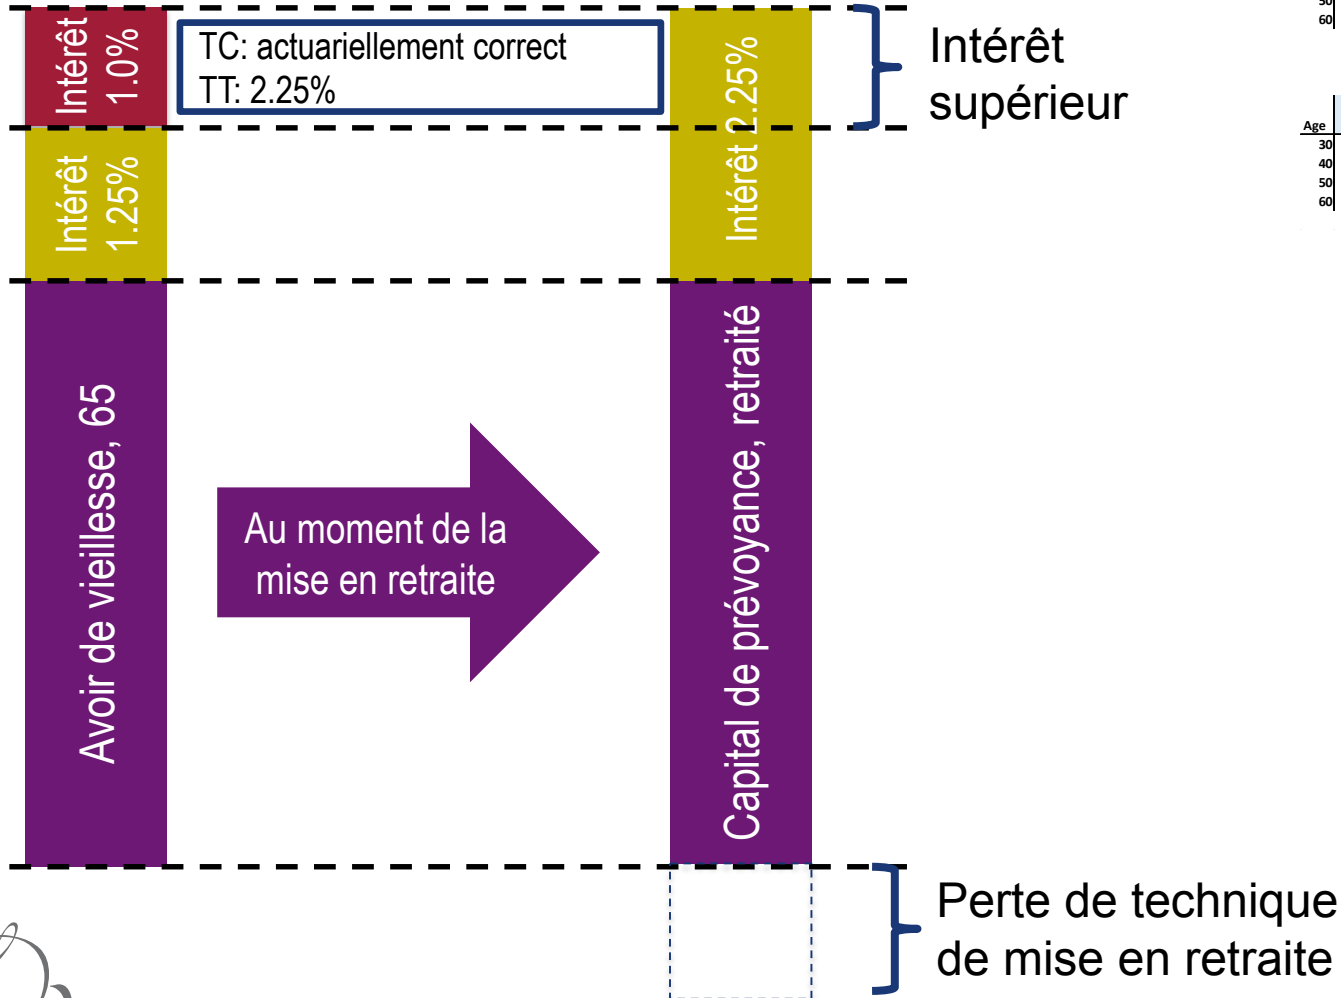 Intérêt
1.0%
TC: actuariellement correct
TT: 2.25%
Intérêt 2.25%
Intérêt
supérieur
60
Intérêt
1.25%
Age
30
40
50
60
Avoir de vieillesse, 65
Au moment de la
mise en retraite
Capital de prévoyance, retraité
Perte de technique
de mise en retraite